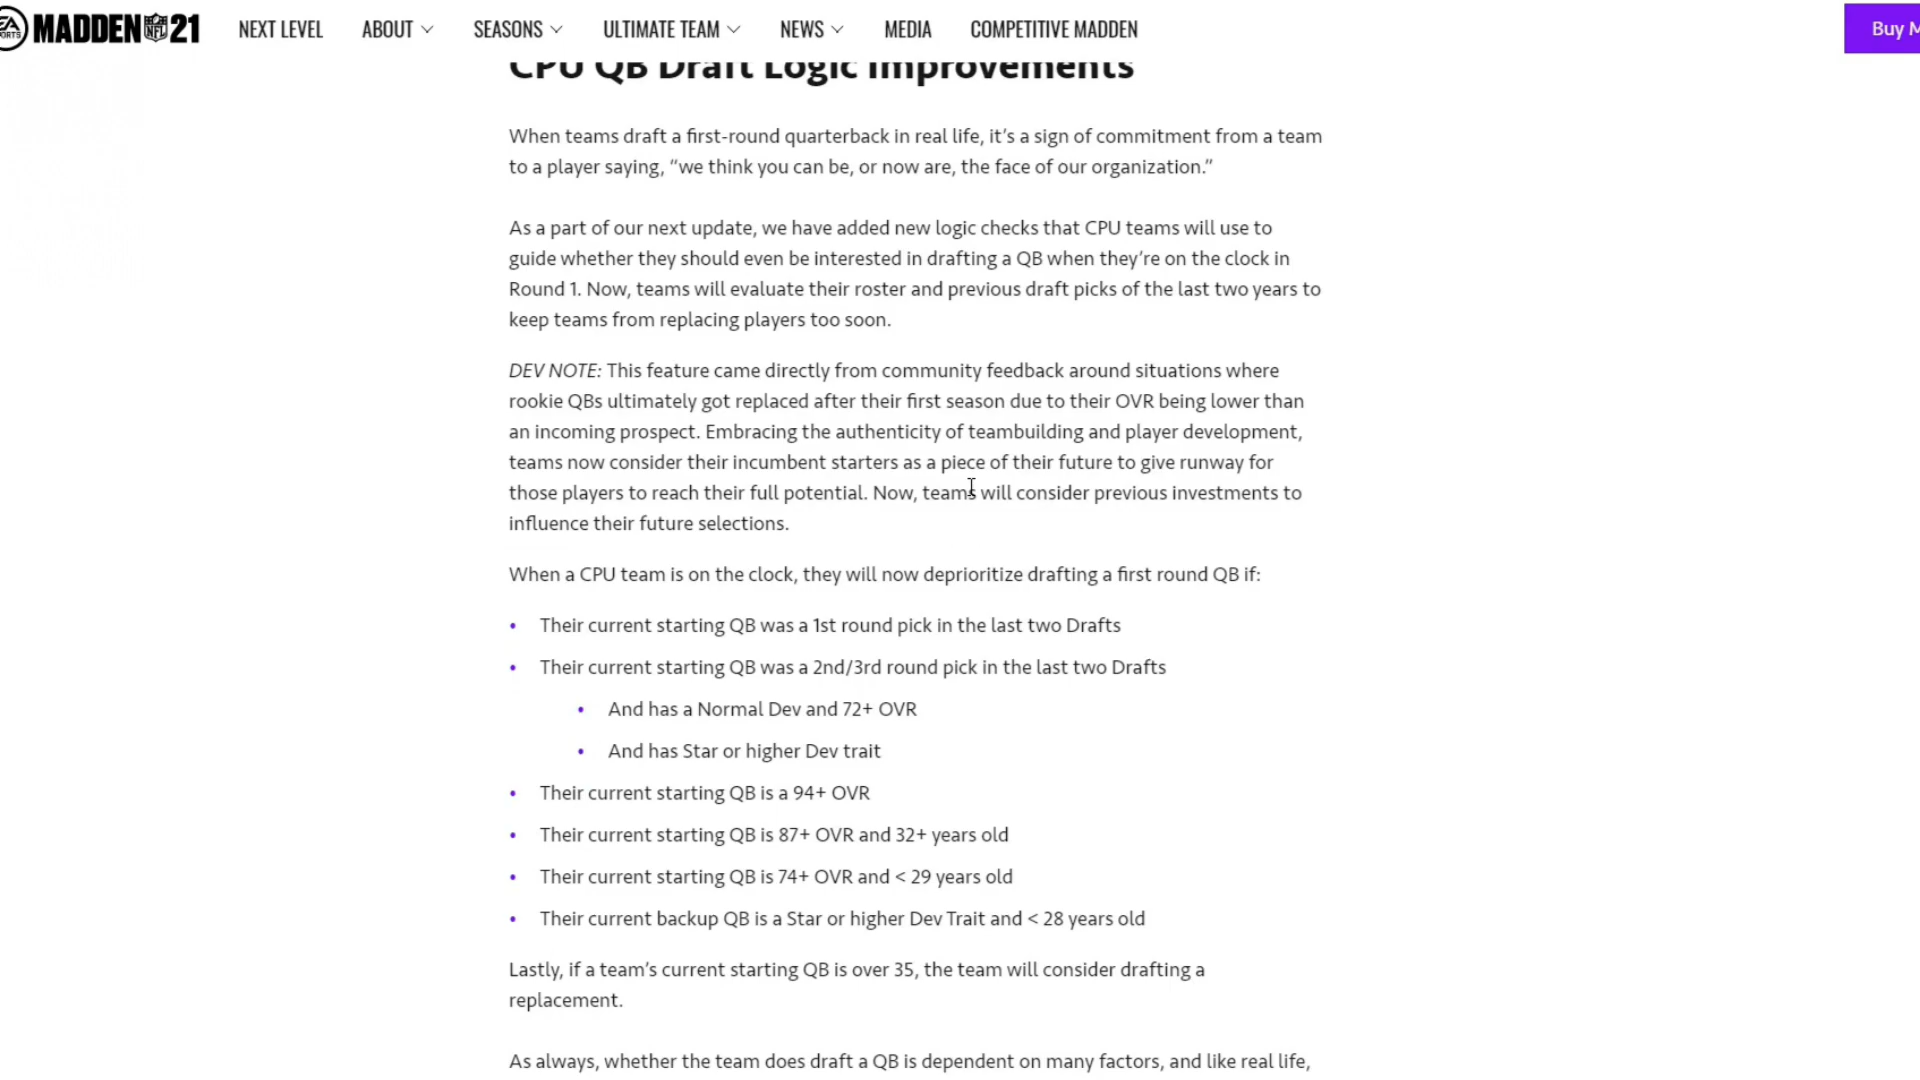 EA SPORTS MADDEN NFL 21 NEXT LEVEL ABOUT SEASONS ULTIMATE TEAM NEWS MEDIA COMPETITIVE MADDEN Buy M
CPU QB Draft Logic Improvements
When teams draft a first-round quarterback in real life, it’s a sign of commitment from a team
to a player saying, “we think you can be, or now are, the face of our organization.”
As a part of our next update, we have added new logic checks that CPU teams will use to
guide whether they should even be interested in drafting a QB when they’re on the clock in
Round 1. Now, teams will evaluate their roster and previous draft picks of the last two years to
keep teams from replacing players too soon.
DEV NOTE: This feature came directly from community feedback around situations where
rookie QBs ultimately got replaced after their first season due to their OVR being lower than
an incoming prospect. Embracing the authenticity of teambuilding and player development,
teams now consider their incumbent starters as a piece of their future to give runway for
those players to reach their full potential. Now, teams will consider previous investments to
influence their future selections.
When a CPU team is on the clock, they will now deprioritize drafting a first round QB if:
• Their current starting QB was a 1st round pick in the last two Drafts
• Their current starting QB was a 2nd/3rd round pick in the last two Drafts
• And has a Normal Dev and 72+ OVR
• And has Star or higher Dev trait
• Their current starting QB is a 94+ OVR
• Their current starting QB is 87+ OVR and 32+ years old
• Their current starting QB is 74+ OVR and < 29 years old
• Their current backup QB is a Star or higher Dev Trait and < 28 years old
Lastly, if a team’s current starting QB is over 35, the team will consider drafting a
replacement.
As always, whether the team does draft a QB is dependent on many factors, and like real life,